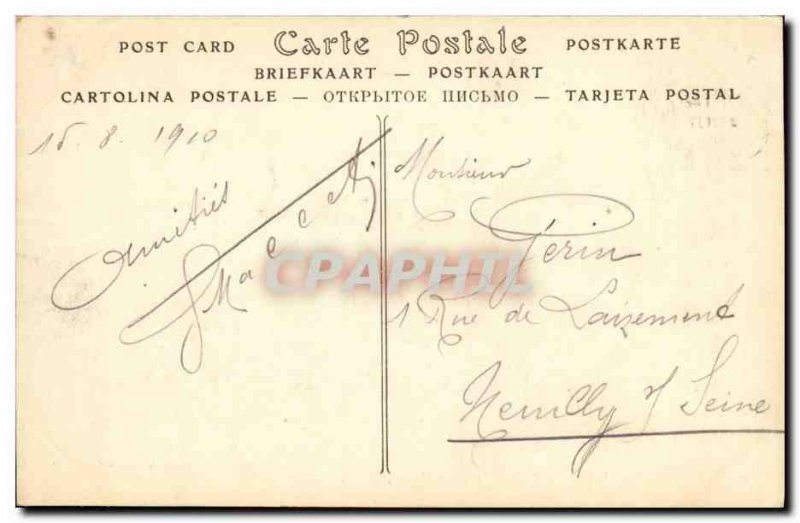 POST CARD Carte Postale POSTKARTE
BRIEFKAART — POSTKAART
CARTOLINA POSTALE — ОТКРЫТОЕ ПИСЬМО — TARJETA POSTAL
15. 8. 1910
Amitiés
Monsieur
Périn
1 Rue de Laizement
Neuilly s/ Seine
CPAPHIL